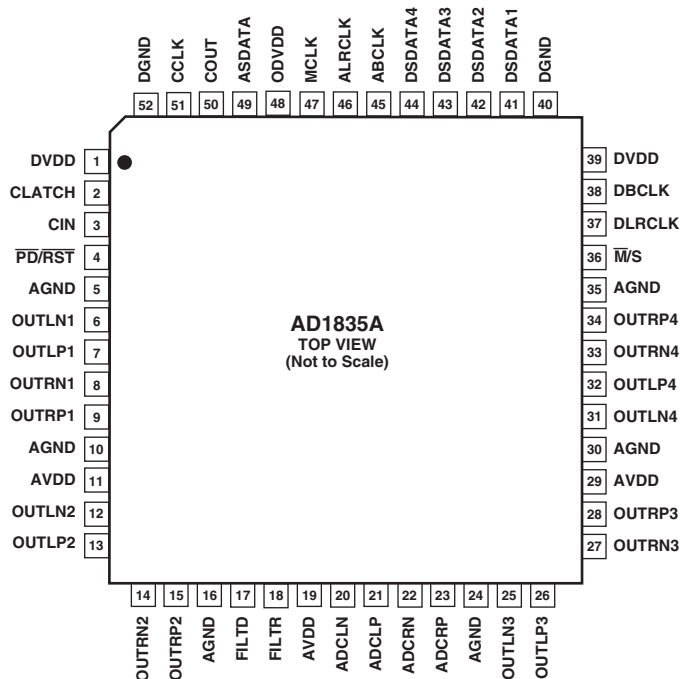 DGND CCLK COUT ASDATA ODVDD MCLK ALRCLK ABCLK DSDATA4 DSDATA3 DSDATA2 DSDATA1 DGND
52 51 50 49 48 47 46 45 44 43 42 41 40
DVDD 1
CLATCH 2
CIN 3
PD/RST 4
AGND 5
OUTLN1 6
OUTLP1 7
OUTRN1 8
OUTRP1 9
AGND 10
AVDD 11
OUTLN2 12
OUTLP2 13
AD1835A
TOP VIEW
(Not to Scale)
39 DVDD
38 DBCLK
37 DLRCLK
36 M/S
35 AGND
34 OUTRP4
33 OUTRN4
32 OUTLP4
31 OUTLN4
30 AGND
29 AVDD
28 OUTRP3
27 OUTRN3
14 15 16 17 18 19 20 21 22 23 24 25 26
OUTRN2 OUTRP2 AGND FILTD FILTR AVDD ADCLN ADCLP ADCRN ADCRP AGND OUTLN3 OUTLP3